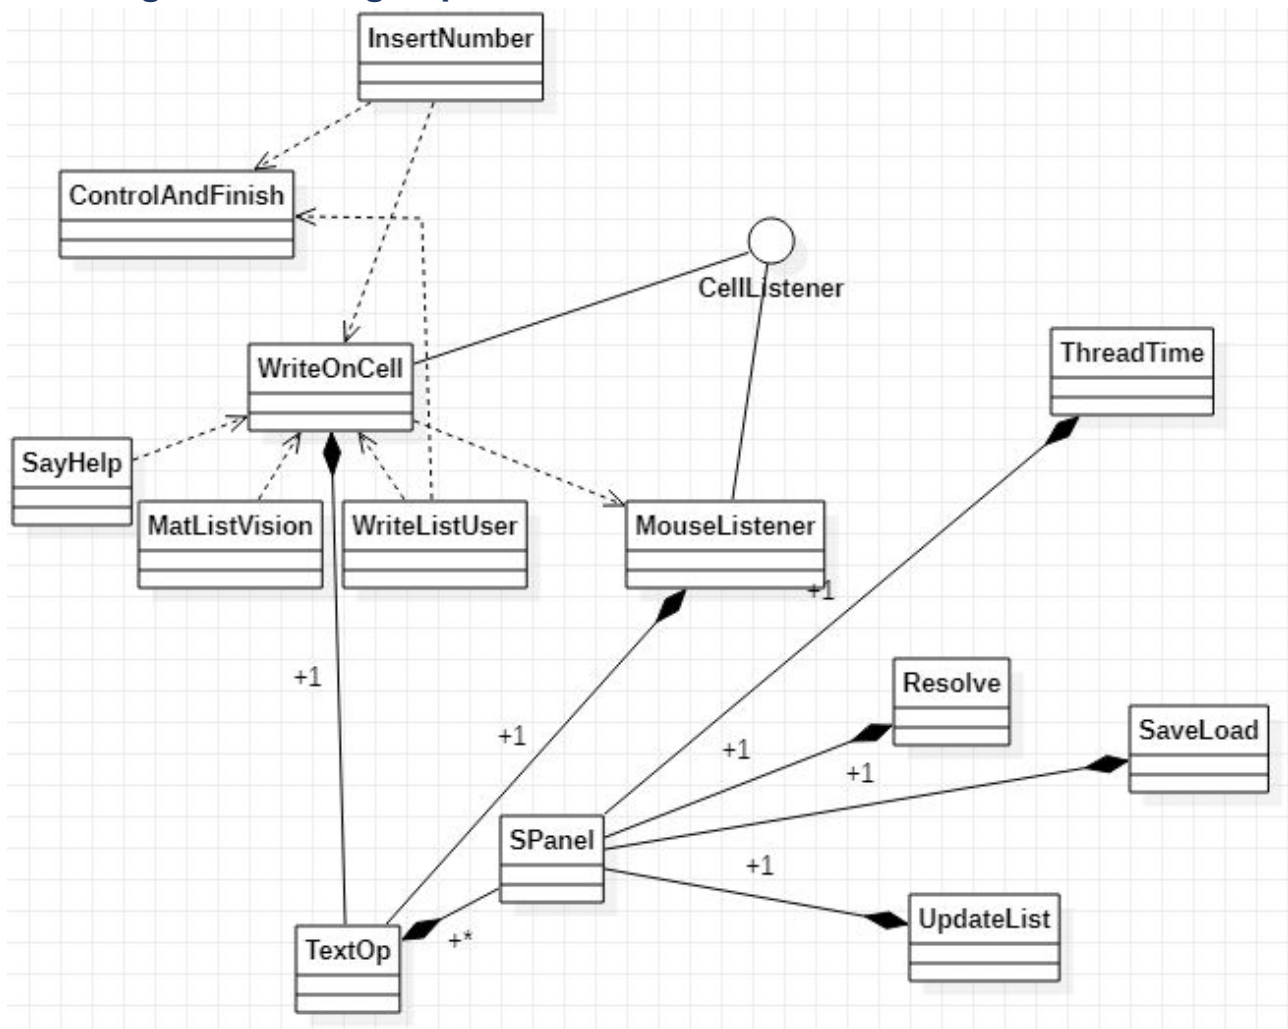 InsertNumber
ControlAndFinish
CellListener
WriteOnCell
ThreadTime
SayHelp
MatListVision
WriteListUser
MouseListener
+1
+1
Resolve
+1
+1
+1
SaveLoad
SPanel
+1
UpdateList
+*
TextOp